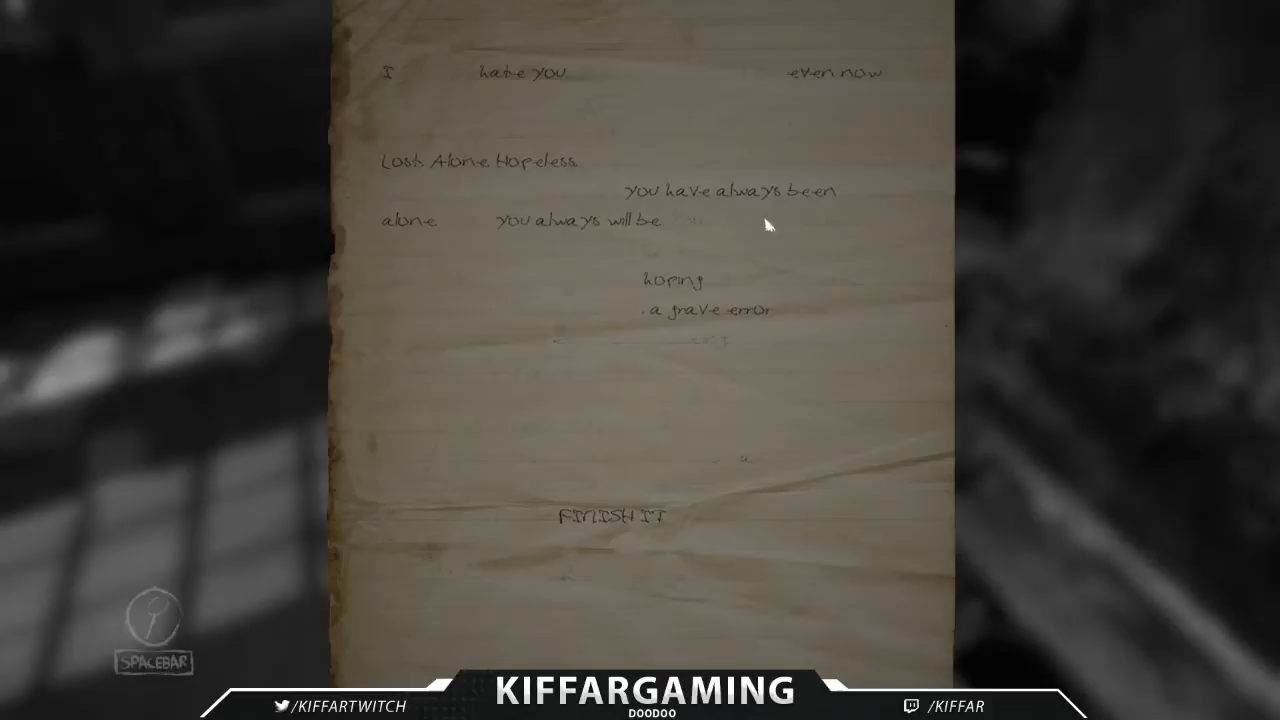 I hate you even now
Lost. Alone. Hopeless.
you have always been
alone you always will be.
hoping
. a grave error
FINISH IT
SPACEBAR
KIFFARGAMING
/KIFFARTWITCH
DOODOO
/KIFFAR